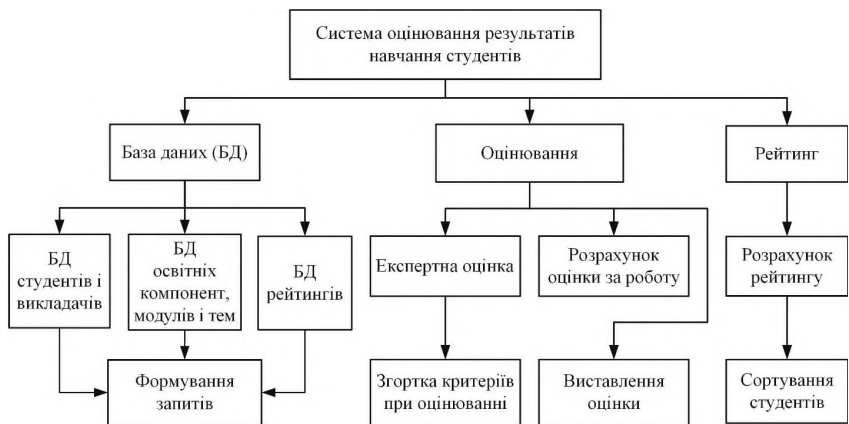 Система оцінювання результатів
навчання студентів
База даних (БД)
Оцінювання
Рейтинг
БД
студентів і
викладачів
БД
освітніх
компонент,
модулів і тем
БД
рейтингів
Експертна оцінка
Розрахунок
оцінки за роботу
Розрахунок
рейтингу
Формування
запитів
Згортка критеріїв
при оцінюванні
Виставлення
оцінки
Сортування
студентів